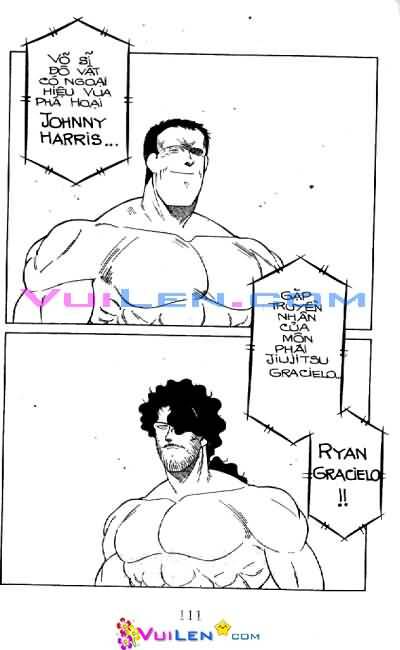 VÕ SĨ
ĐÔ VẬT
CÓ NGOẠI
HIỆU VUA
PHÁ HOẠI
JOHNNY
HARRIS...
VUILEN.COM
GẶP
TRUYỀN
NHÂN
CỦA
MÔN
PHÁI
JIUJITSU
GRACIELO..
RYAN
GRACIELO
!!
111
VUILEN.COM